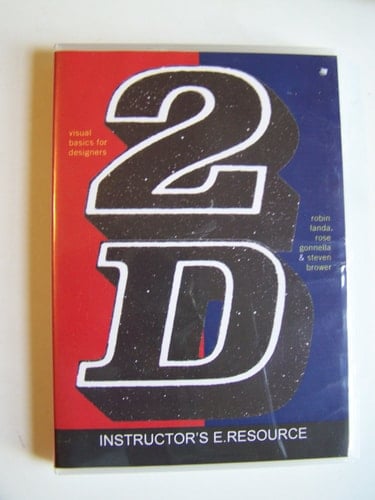 2
visual
basics for
designers
robin
landa,
rose
gonnella
& steven
brower
D
INSTRUCTOR'S E.RESOURCE